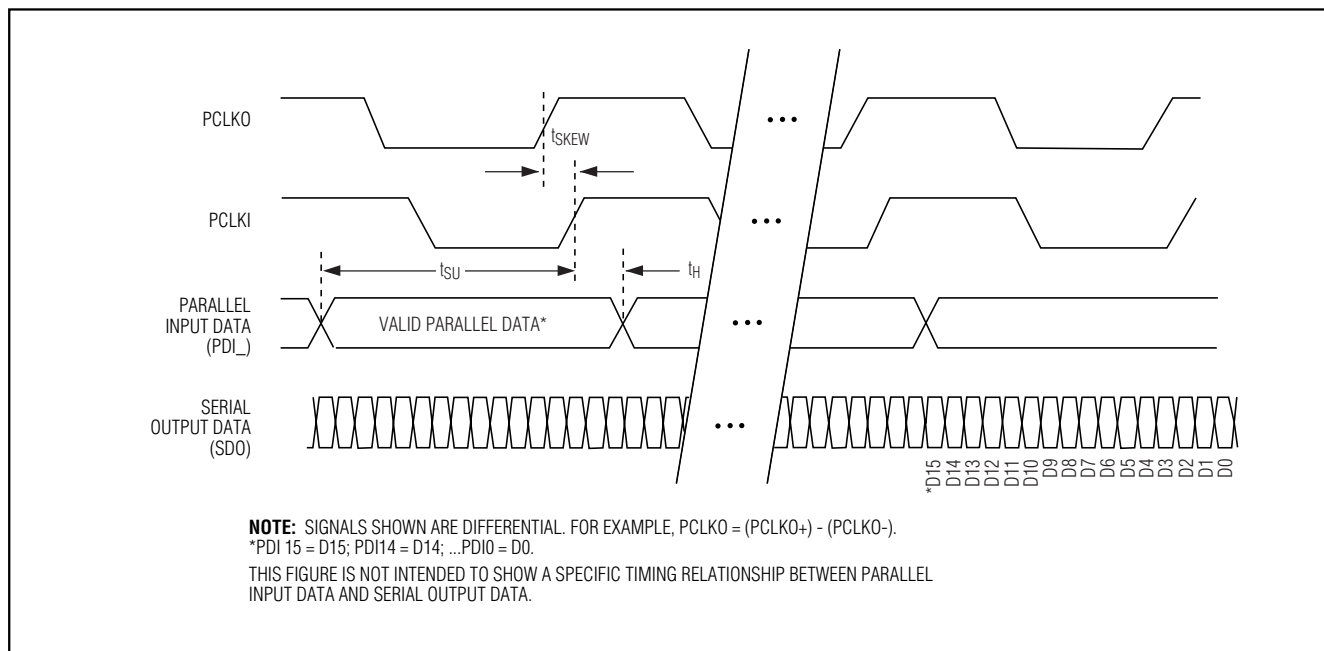 PCLKO
tSKEW
PCLKI
tSU
tH
PARALLEL
INPUT DATA
(PDI_)
VALID PARALLEL DATA*
SERIAL
OUTPUT DATA
(SDO)
*D15
D14
D13
D12
D11
D10
D9
D8
D7
D6
D5
D4
D3
D2
D1
D0
NOTE: SIGNALS SHOWN ARE DIFFERENTIAL. FOR EXAMPLE, PCLKO = (PCLKO+) - (PCLKO-).
*PDI 15 = D15; PDI14 = D14; ...PDI0 = D0.
THIS FIGURE IS NOT INTENDED TO SHOW A SPECIFIC TIMING RELATIONSHIP BETWEEN PARALLEL
INPUT DATA AND SERIAL OUTPUT DATA.